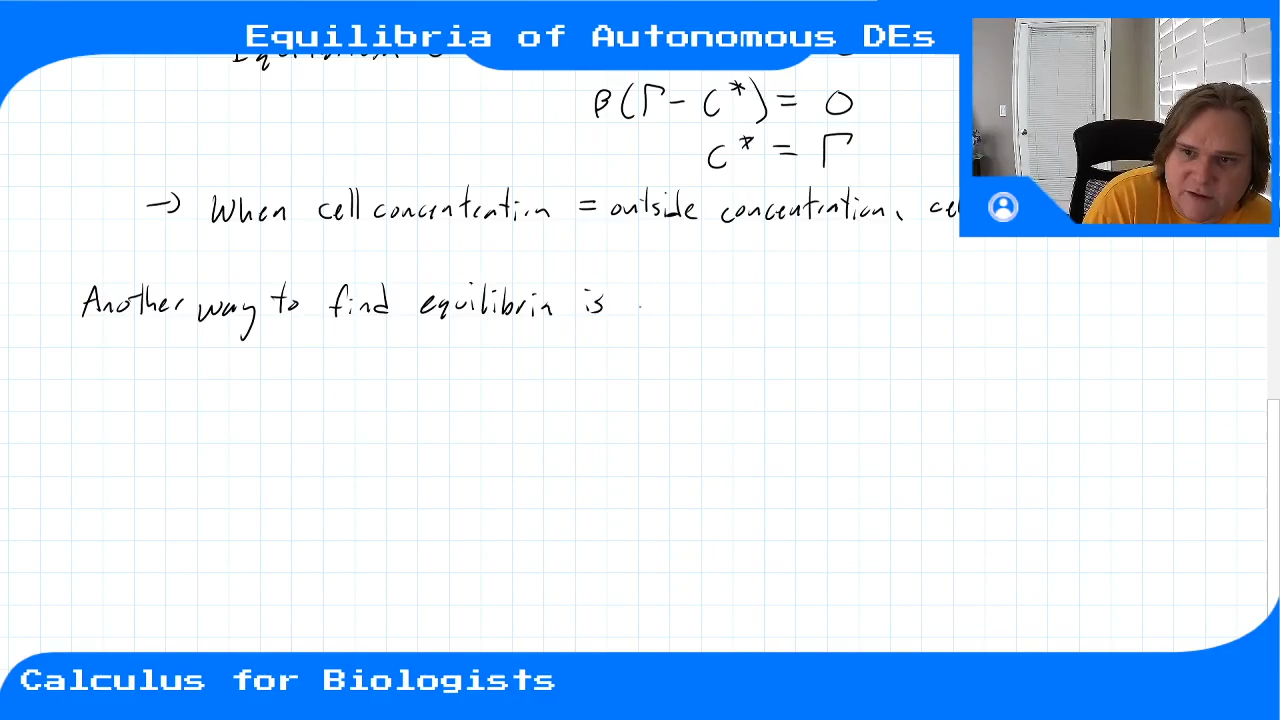 Equilibria of Autonomous DEs
β(Γ - C*) = 0
C* = Γ
→ When cell concentration = outside concentration,
Another way to find equilibria is
Calculus for Biologists